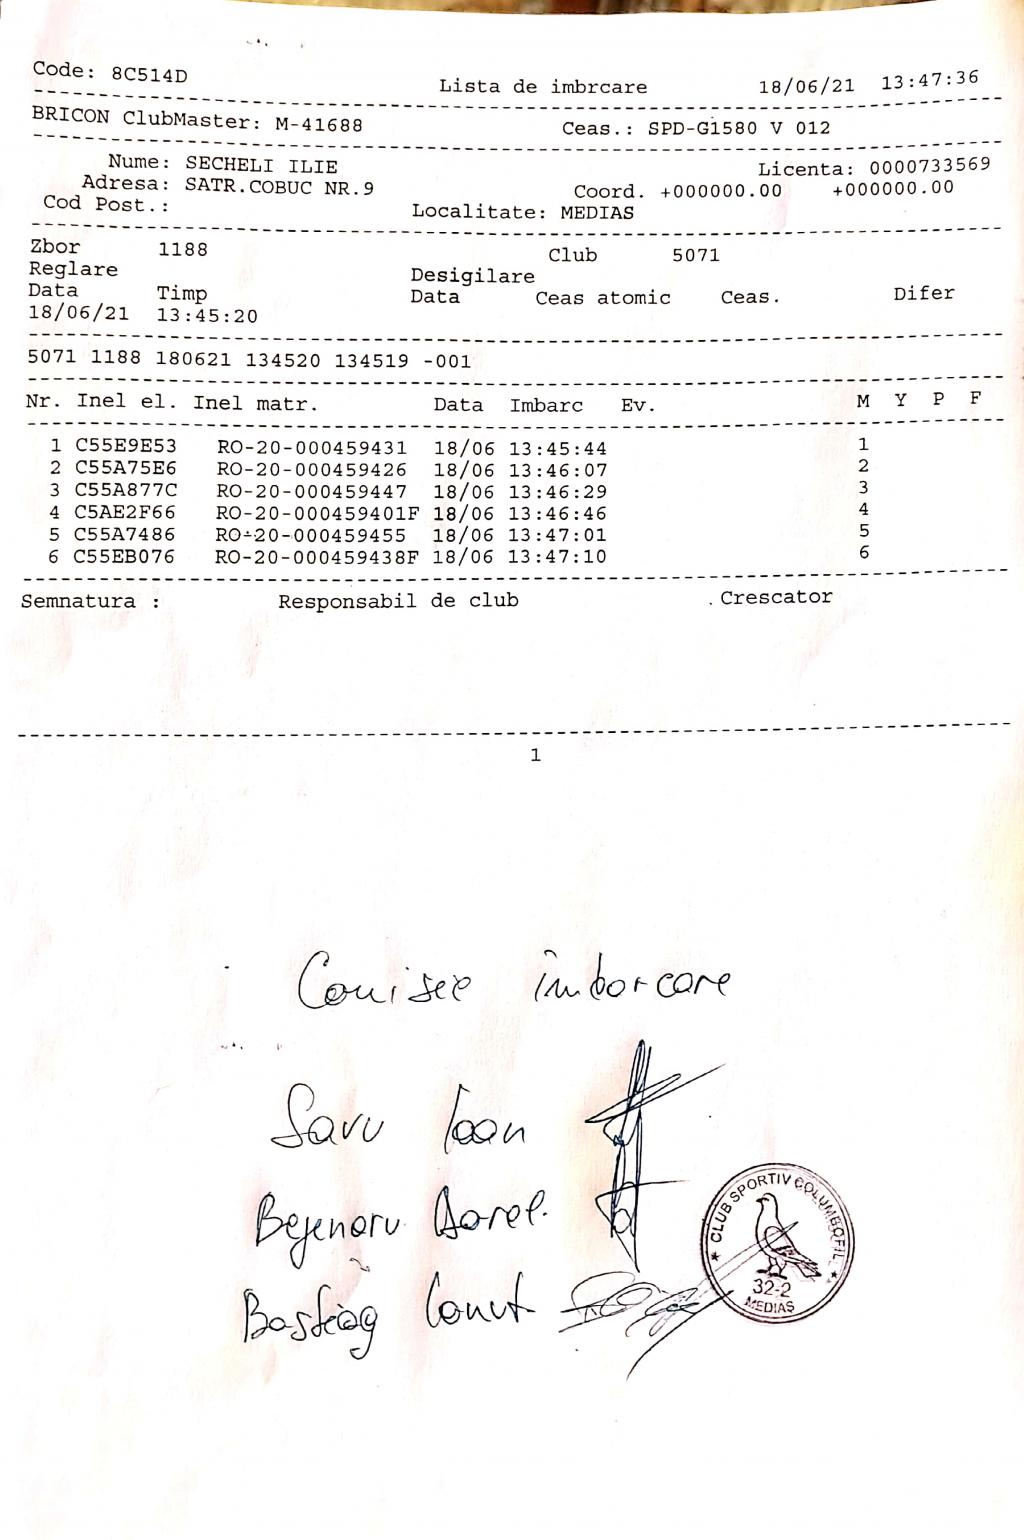 Code: 8C514D Lista de imbrcare 18/06/21 13:47:36
BRICON ClubMaster: M-41688 Ceas.: SPD-G1580 V 012
Nume: SECHELI ILIE Licenta: 0000733569
Adresa: SATR.COBUC NR.9 Coord. +000000.00 +000000.00
Cod Post.: Localitate: MEDIAS
Zbor 1188 Club 5071
Reglare Desigilare
Data Timp Data Ceas atomic Ceas. Difer
18/06/21 13:45:20
5071 1188 180621 134520 134519 -001
Nr. Inel el. Inel matr. Data Imbarc Ev. M Y P F
1 C55E9E53 RO-20-000459431 18/06 13:45:44 1
2 C55A75E6 RO-20-000459426 18/06 13:46:07 2
3 C55A877C RO-20-000459447 18/06 13:46:29 3
4 C5AE2F66 RO-20-000459401F 18/06 13:46:46 4
5 C55A7486 RO-20-000459455 18/06 13:47:01 5
6 C55EB076 RO-20-000459438F 18/06 13:47:10 6
Semnatura : Responsabil de club Crescator
1
îmborcare
Savu Ioan
Bejenaru Dorel.
Ionut
CLUB SPORTIV COLUMBOFIL
32-2
MEDIAS